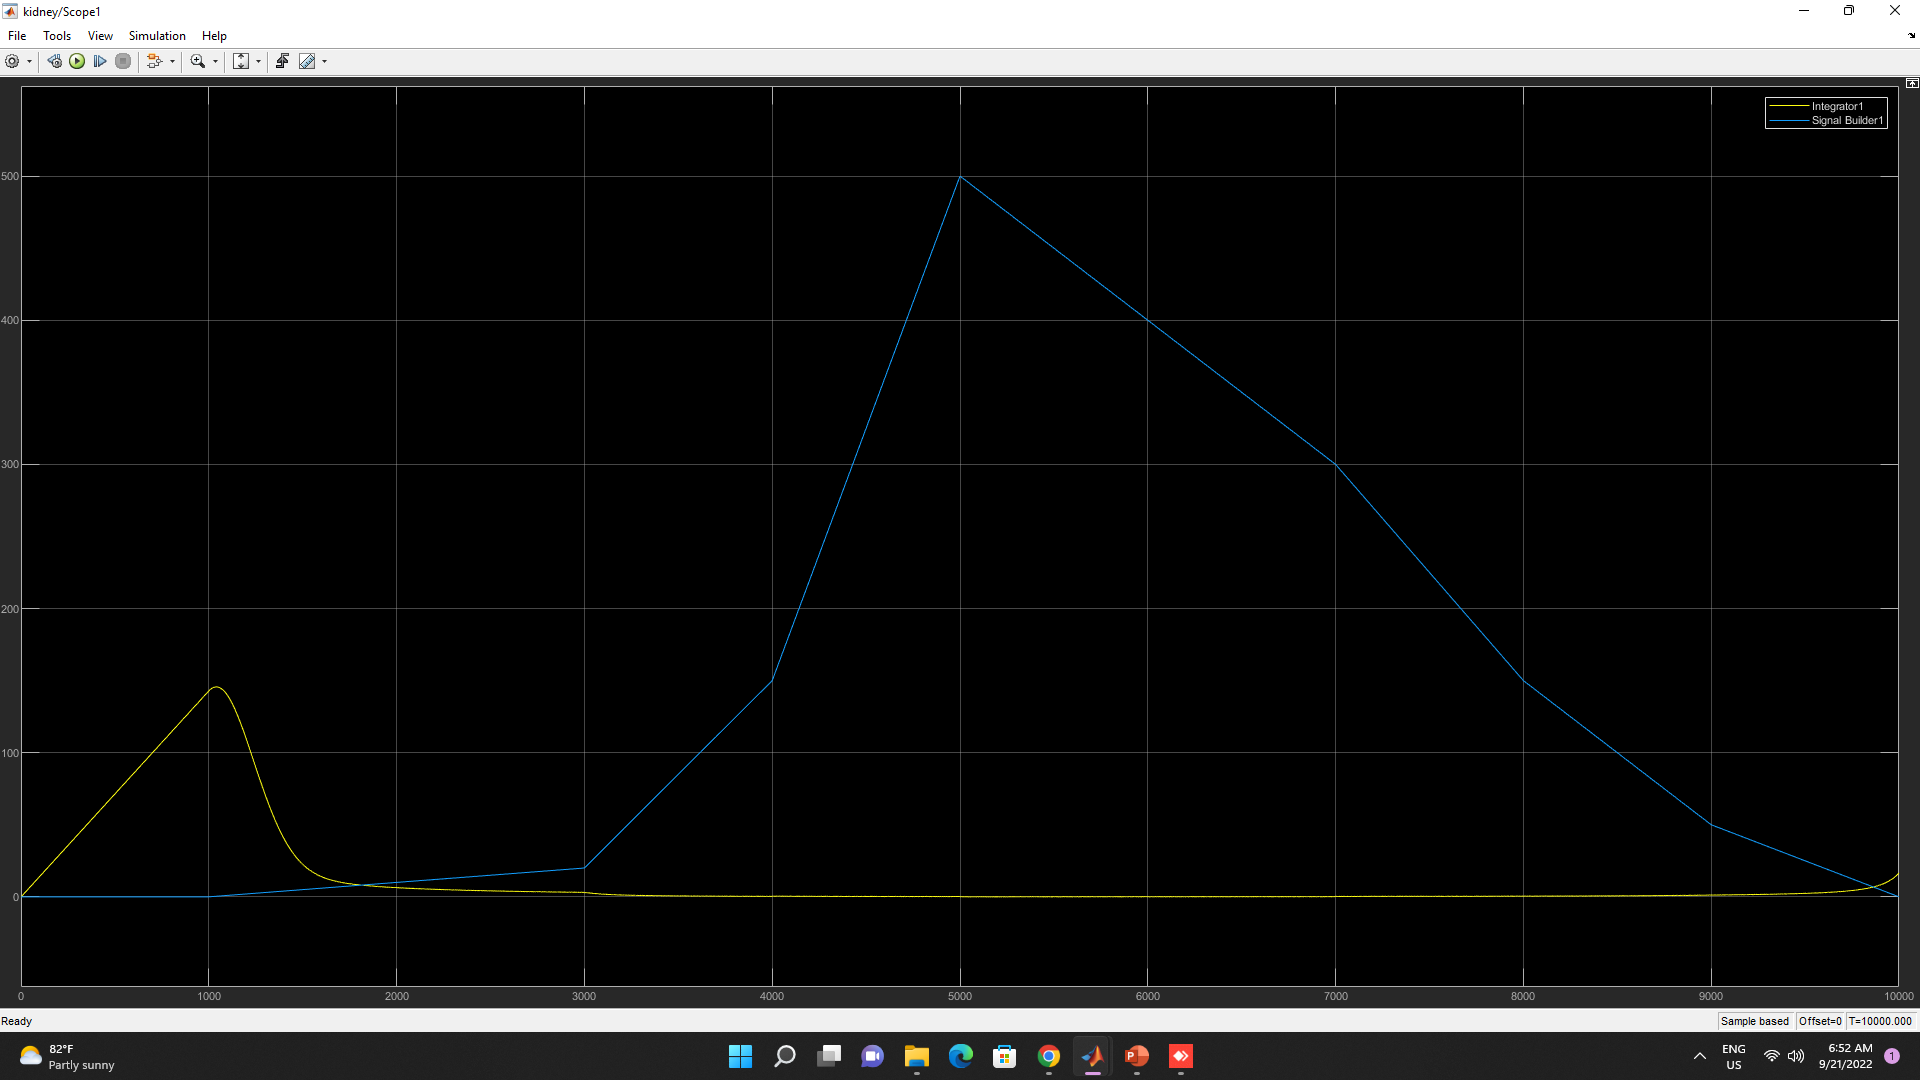 kidney/Scope1
File Tools View Simulation Help
Integrator1
Signal Builder1
500
400
300
200
100
0
0 1000 2000 3000 4000 5000 6000 7000 8000 9000 10000
Ready
Sample based Offset=0 T=10000.000
82°F
Partly sunny
P
ENG
US
6:52 AM
9/21/2022
1